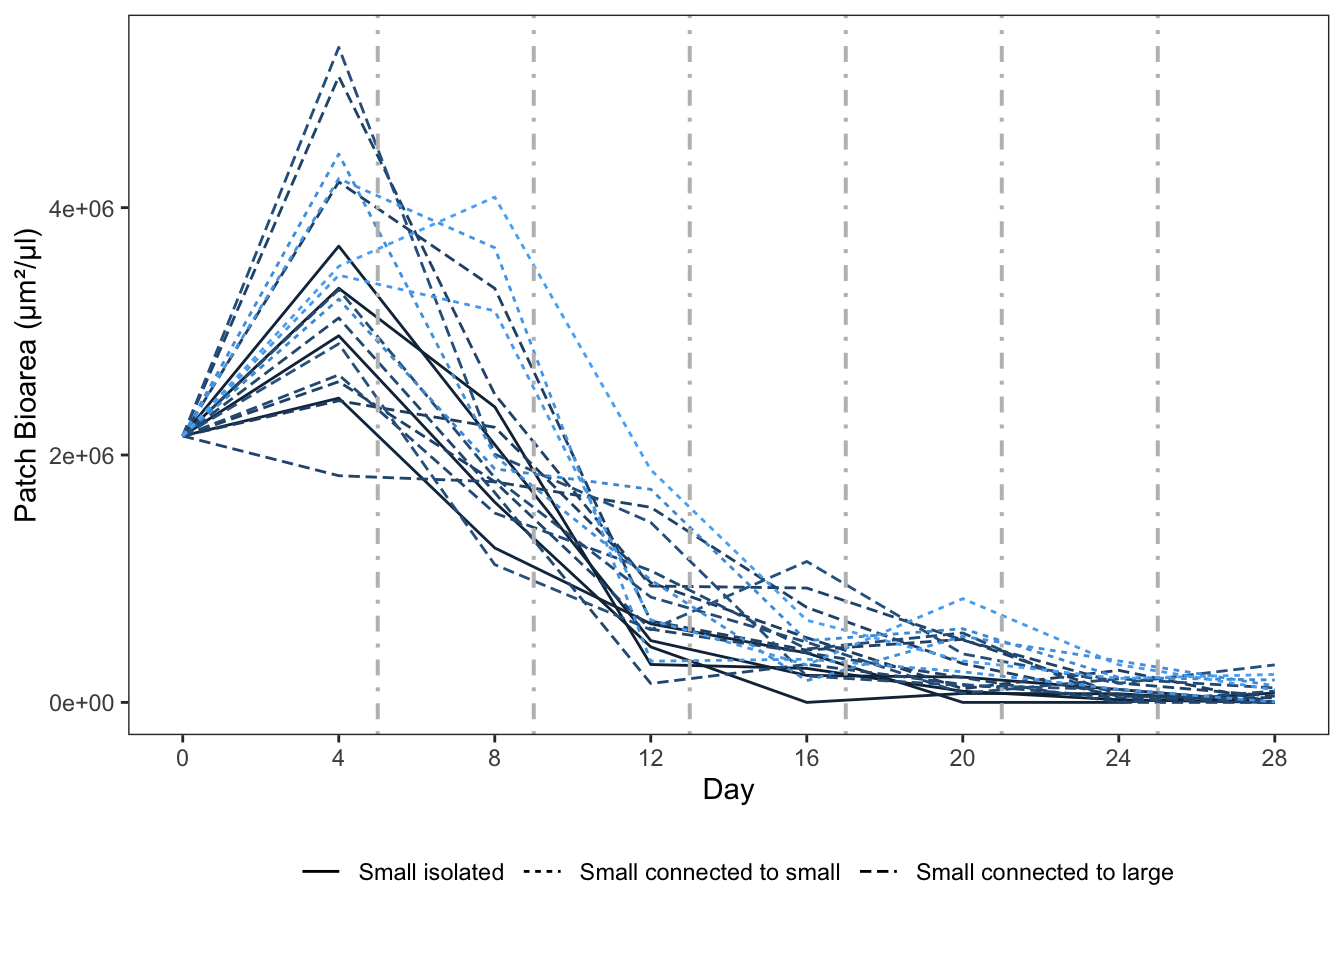 Patch Bioarea (μm²/μl)
4e+06
2e+06
0e+00
0 4 8 12 16 20 24 28
Day
Small isolated Small connected to small Small connected to large